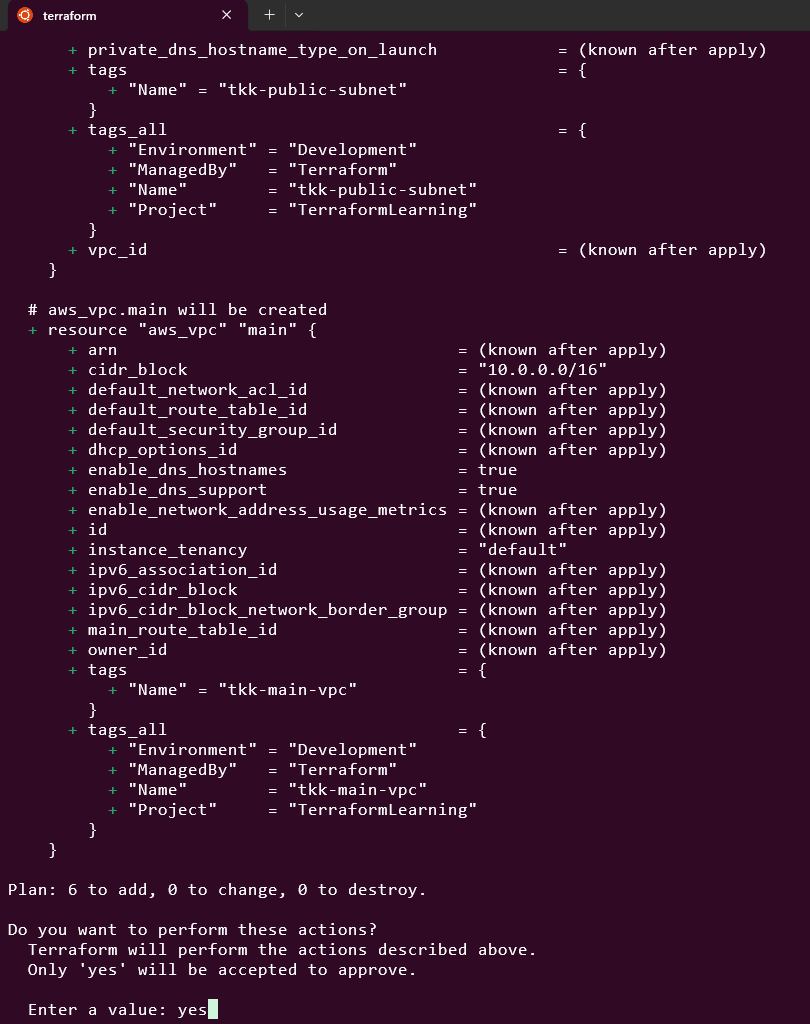 terraform
+ private_dns_hostname_type_on_launch = (known after apply)
+ tags = {
+ "Name" = "tkk-public-subnet"
}
+ tags_all = {
+ "Environment" = "Development"
+ "ManagedBy" = "Terraform"
+ "Name" = "tkk-public-subnet"
+ "Project" = "TerraformLearning"
}
+ vpc_id = (known after apply)
}
# aws_vpc.main will be created
+ resource "aws_vpc" "main" {
+ arn = (known after apply)
+ cidr_block = "10.0.0.0/16"
+ default_network_acl_id = (known after apply)
+ default_route_table_id = (known after apply)
+ default_security_group_id = (known after apply)
+ dhcp_options_id = (known after apply)
+ enable_dns_hostnames = true
+ enable_dns_support = true
+ enable_network_address_usage_metrics = (known after apply)
+ id = (known after apply)
+ instance_tenancy = "default"
+ ipv6_association_id = (known after apply)
+ ipv6_cidr_block = (known after apply)
+ ipv6_cidr_block_network_border_group = (known after apply)
+ main_route_table_id = (known after apply)
+ owner_id = (known after apply)
+ tags = {
+ "Name" = "tkk-main-vpc"
}
+ tags_all = {
+ "Environment" = "Development"
+ "ManagedBy" = "Terraform"
+ "Name" = "tkk-main-vpc"
+ "Project" = "TerraformLearning"
}
}
Plan: 6 to add, 0 to change, 0 to destroy.
Do you want to perform these actions?
Terraform will perform the actions described above.
Only 'yes' will be accepted to approve.
Enter a value: yes